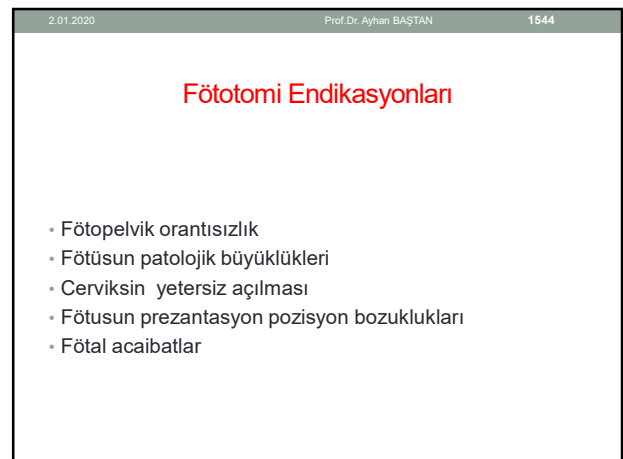 2.01.2020 Prof.Dr. Ayhan BAŞTAN 1544
Fötotomi Endikasyonları
• Fötopelvik orantısızlık
• Fötüsun patolojik büyüklükleri
• Cerviksin yetersiz açılması
• Fötusun prezantasyon pozisyon bozuklukları
• Fötal acaibatlar